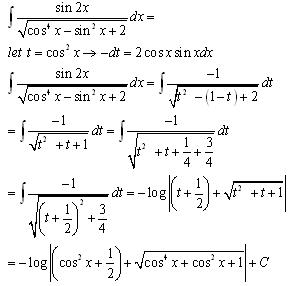 ∫ sin 2x / √(cos⁴ x − sin² x + 2) dx =
let t = cos² x → −dt = 2 cos x sin xdx
∫ sin 2x / √(cos⁴ x − sin² x + 2) dx = ∫ −1 / √(t² − (1 − t) + 2) dt
= ∫ −1 / √(t² + t + 1) dt = ∫ −1 / √(t² + t + 1/4 + 3/4) dt
= ∫ −1 / √((t + 1/2)² + 3/4) dt = −log |(t + 1/2) + √(t² + t + 1)|
= −log |(cos² x + 1/2) + √(cos⁴ x + cos² x + 1)| + C